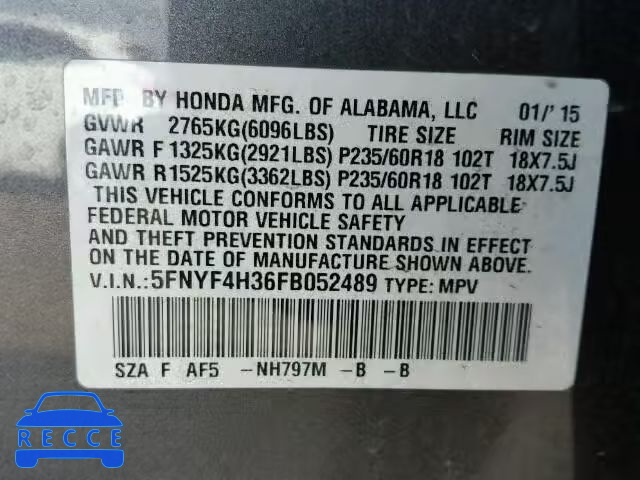 MFD. BY HONDA MFG. OF ALABAMA, LLC 01/'15
GVWR 2765KG(6096LBS) TIRE SIZE RIM SIZE
GAWR F 1325KG(2921LBS) P235/60R18 102T 18X7.5J
GAWR R1525KG(3362LBS) P235/60R18 102T 18X7.5J
THIS VEHICLE CONFORMS TO ALL APPLICABLE
FEDERAL MOTOR VEHICLE SAFETY
AND THEFT PREVENTION STANDARDS IN EFFECT
ON THE DATE OF MANUFACTURE SHOWN ABOVE.
V.I.N.:5FNYF4H36FB052489 TYPE: MPV
SZA F AF5 -NH797M -B -B
RECCE